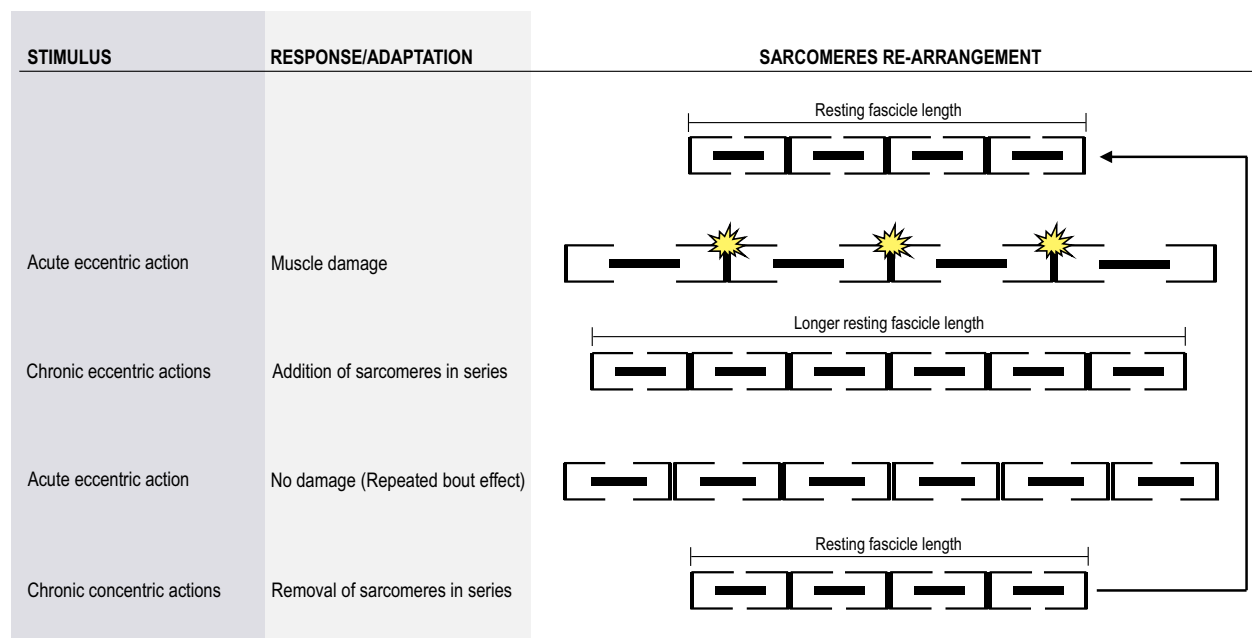 STIMULUS RESPONSE/ADAPTATION SARCOMERES RE-ARRANGEMENT
Resting fascicle length
Acute eccentric action Muscle damage
Longer resting fascicle length
Chronic eccentric actions Addition of sarcomeres in series
Acute eccentric action No damage (Repeated bout effect)
Resting fascicle length
Chronic concentric actions Removal of sarcomeres in series